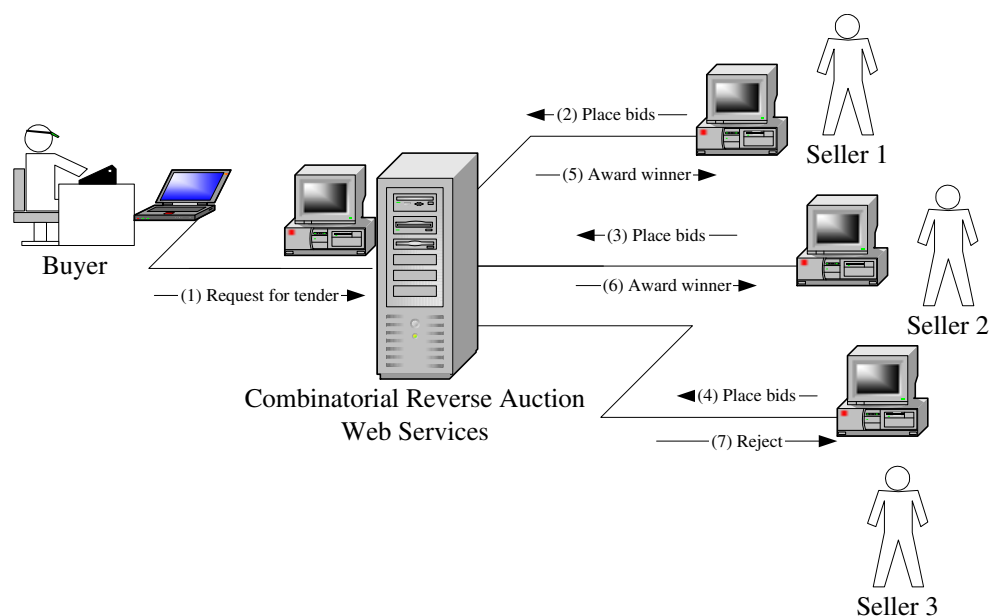 (2) Place bids
Seller 1
(5) Award winner
(3) Place bids
Buyer
(1) Request for tender
(6) Award winner
Seller 2
Combinatorial Reverse Auction
Web Services
(4) Place bids
(7) Reject
Seller 3